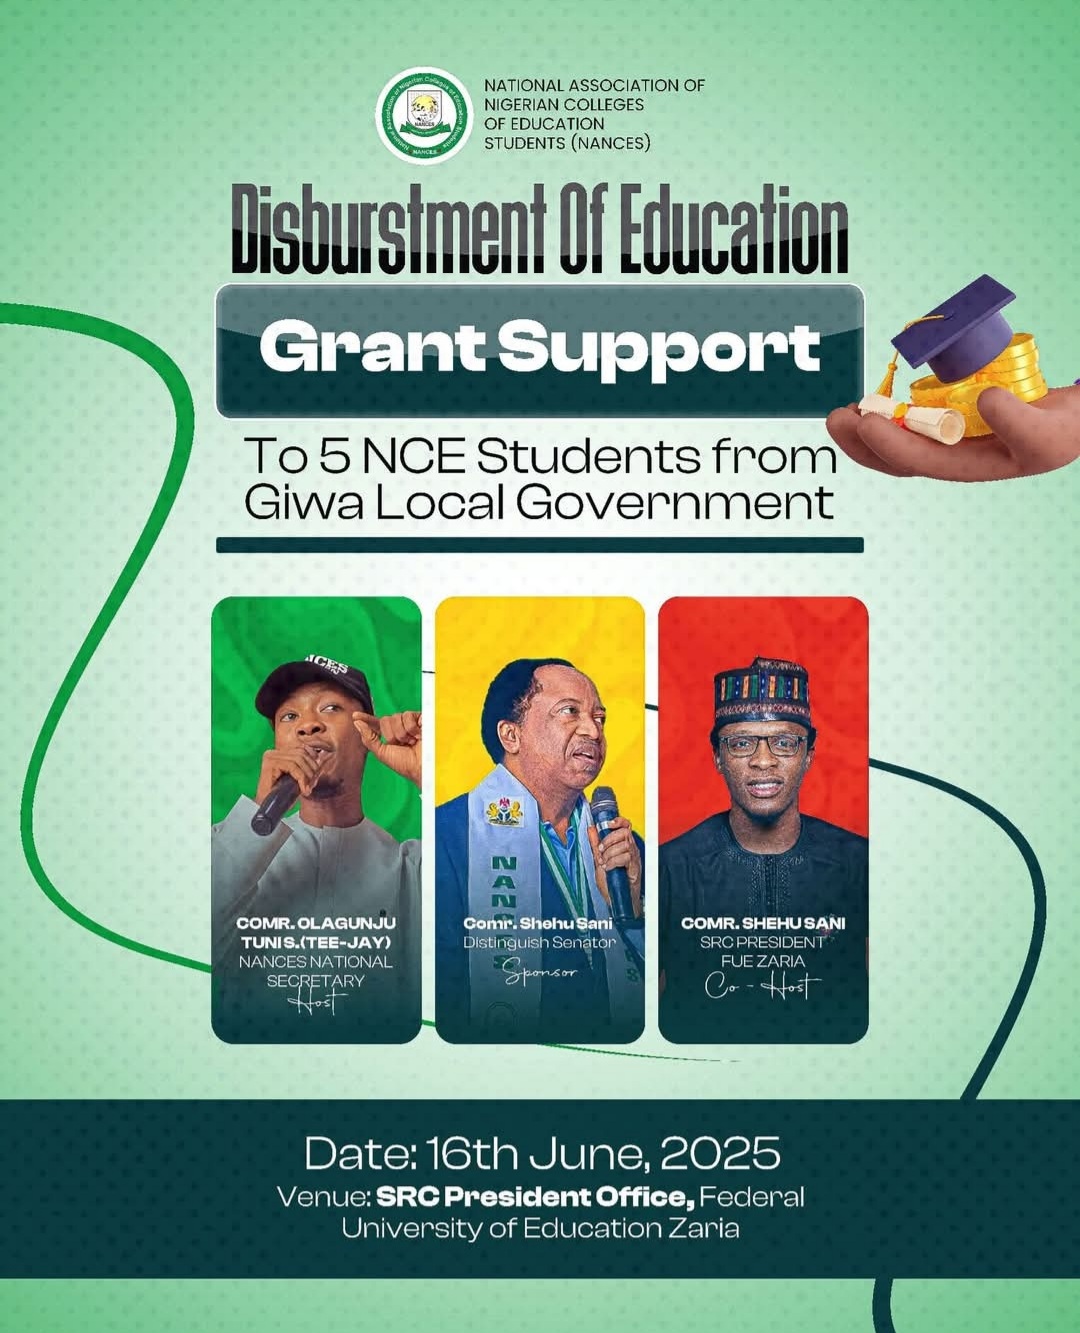 NATIONAL ASSOCIATION OF
NIGERIAN COLLEGES
OF EDUCATION
STUDENTS (NANCES)
Disburstment Of Education
Grant Support
To 5 NCE Students from
Giwa Local Government
NCES
NANCES
COMR. OLAGUNJU
TUNIS.(TEE-JAY)
NANCES NATIONAL
SECRETARY
Host
Comr. Shehu Sani
Distinguish Senator
Sponsor
COMR. SHEHU SANI
SRC PRESIDENT
FUE ZARIA
Co - Host
Date: 16th June, 2025
Venue: SRC President Office, Federal
University of Education Zaria